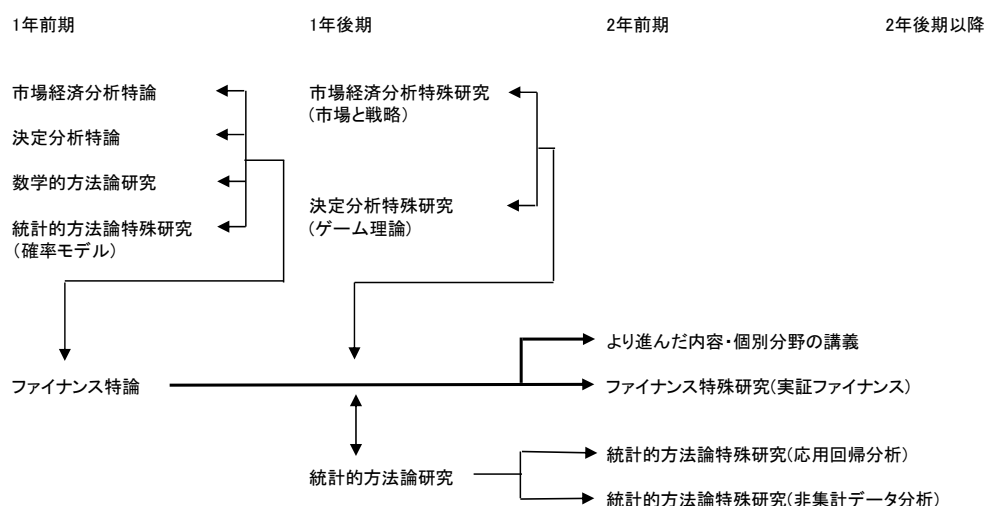 1年前期
1年後期
2年前期
2年後期以降
市場経済分析特論
決定分析特論
数学的方法論研究
統計的方法論特殊研究
(確率モデル)
市場経済分析特殊研究
(市場と戦略)
決定分析特殊研究
(ゲーム理論)
より進んだ内容・個別分野の講義
ファイナンス特論
ファイナンス特殊研究(実証ファイナンス)
統計的方法論研究
統計的方法論特殊研究(応用回帰分析)
統計的方法論特殊研究(非集計データ分析)